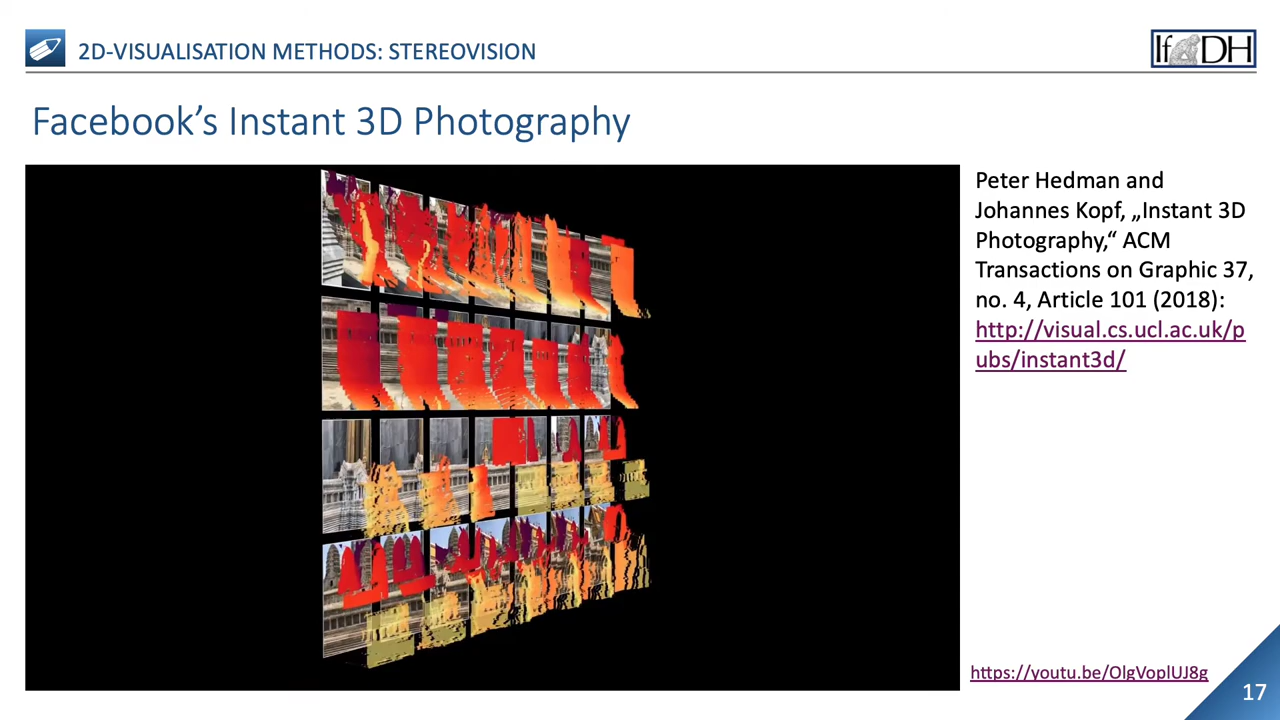 2D-VISUALISATION METHODS: STEREOVISION
IfDH
Facebook’s Instant 3D Photography
Peter Hedman and
Johannes Kopf, „Instant 3D
Photography,“ ACM
Transactions on Graphic 37,
no. 4, Article 101 (2018):
http://visual.cs.ucl.ac.uk/p
ubs/instant3d/
https://youtu.be/OlgVoplUJ8g
17